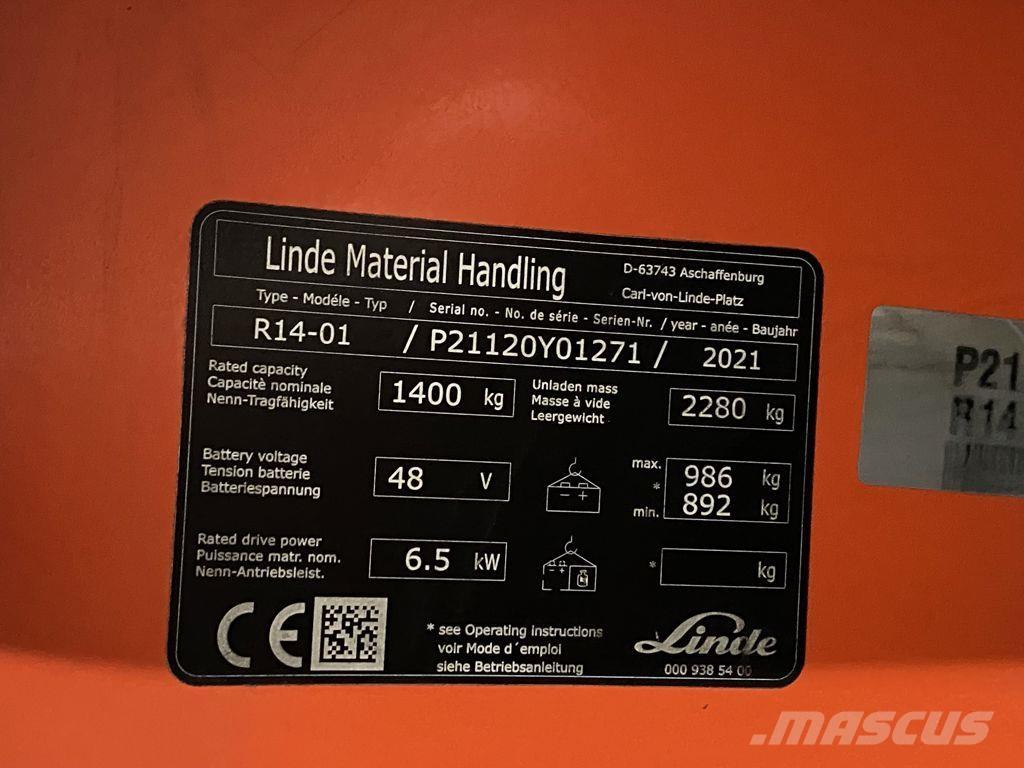 Linde Material Handling
D-63743 Aschaffenburg
Carl-von-Linde-Platz
Type - Modéle - Typ / Serial no. - No. de série - Serien-Nr. / year - anée - Baujahr
R14-01 / P21120Y01271 / 2021
Rated capacity
Capacitè nominale
Nenn-Tragfähigkeit
1400 kg
Unladen mass
Masse à vide
Leergewicht
2280 kg
Battery voltage
Tension batterie
Batteriespannung
48 V
- +
max. 986 kg
*
min. 892 kg
Rated drive power
Puissance matr. nom.
Nenn-Antriebsleist.
6.5 kW
- +
* kg
CE
* see Operating instructions
voir Mode d´emploi
siehe Betriebsanleitung
Linde
000 938 54 00
P21
R14
.MASCUS